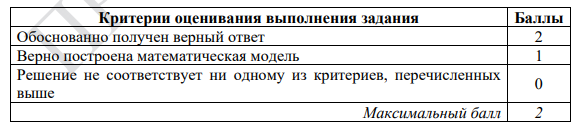 Критерии оценивания выполнения задания Баллы
Обоснованно получен верный ответ 2
Верно построена математическая модель 1
Решение не соответствует ни одному из критериев, перечисленных 0
выше
Максимальный балл 2